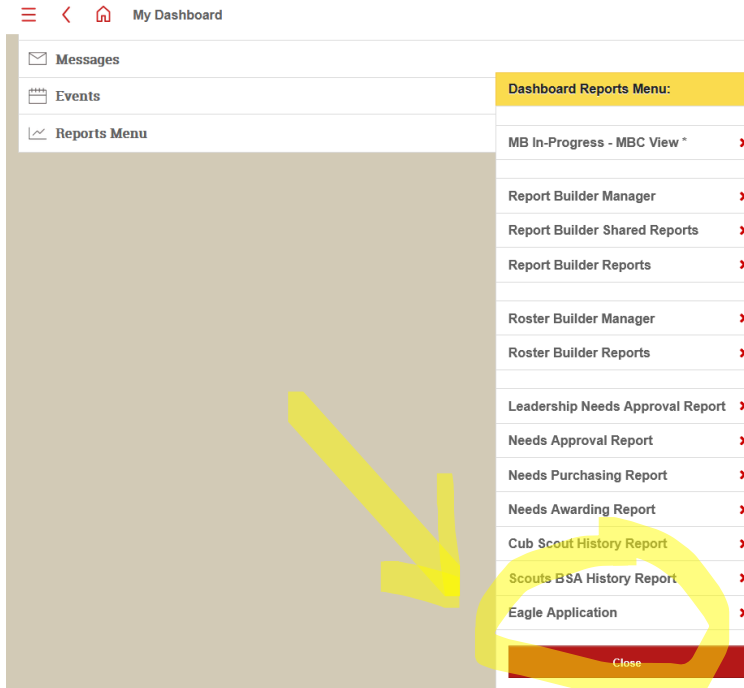 My Dashboard
Messages
Events
Reports Menu
Dashboard Reports Menu:
MB In-Progress - MBC View *
Report Builder Manager
Report Builder Shared Reports
Report Builder Reports
Roster Builder Manager
Roster Builder Reports
Leadership Needs Approval Report
Needs Approval Report
Needs Purchasing Report
Needs Awarding Report
Cub Scout History Report
Scouts BSA History Report
Eagle Application
Close